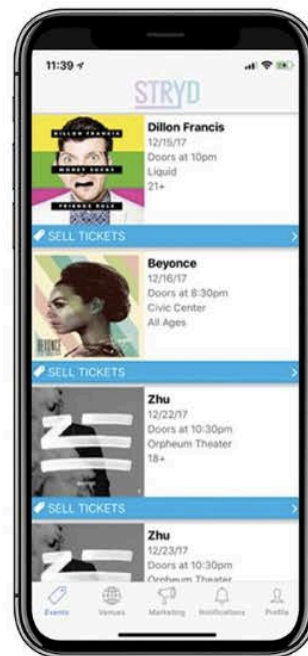 11:39
STRYD
DILLON FRANCIS
MONEY SUCKS
FRIENDS RULE
Dillon Francis
12/15/17
Doors at 10pm
Liquid
21+
SELL TICKETS
BEYONCE
Beyonce
12/16/17
Doors at 8:30pm
Civic Center
All Ages
SELL TICKETS
Zhu
12/22/17
Doors at 10:30pm
Orpheum Theater
18+
SELL TICKETS
Zhu
12/23/17
Doors at 10:30pm
Orpheum Theater
Events
Venues
Marketing
Notifications
Profile